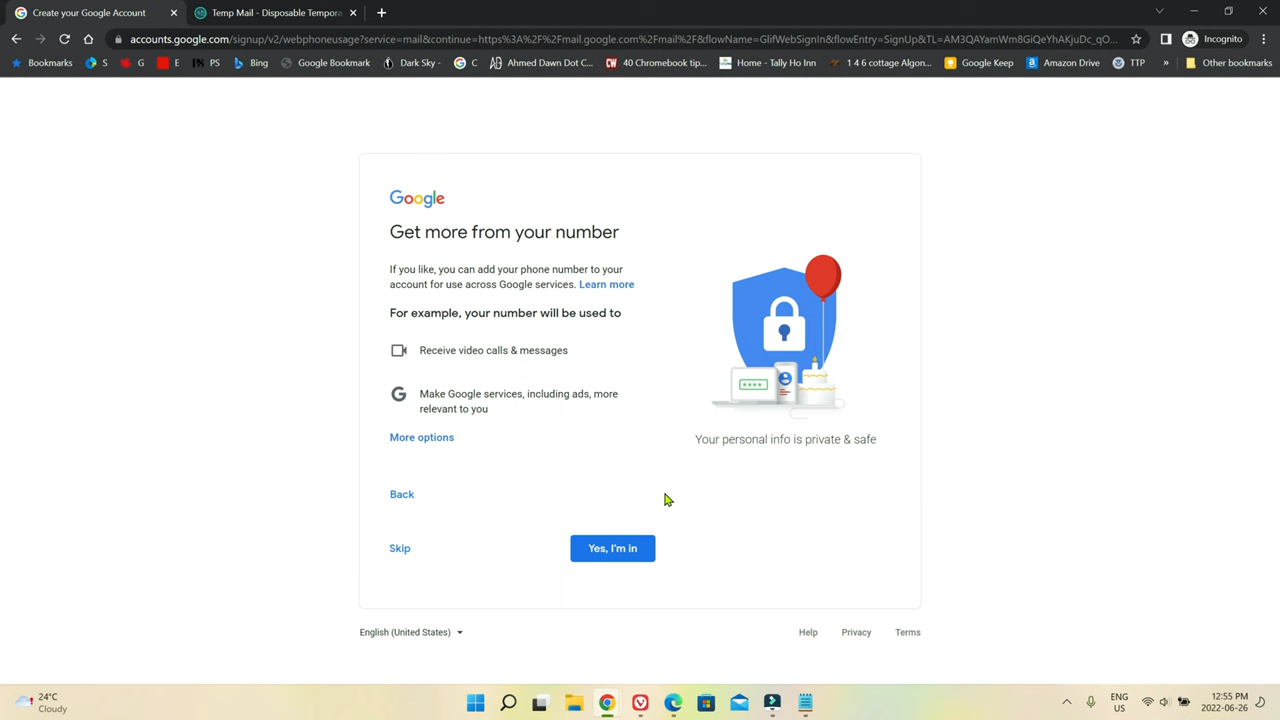 Create your Google Account
Temp Mail - Disposable Tempora
accounts.google.com/signup/v2/webphoneusage?service=mail&continue=https%3A%2F%2Fmail.google.com%2Fmail%2F&flowName=GlifWebSignIn&flowEntry=SignUp&TL=AM3QAYamWm8GiQeYhAKjuDc_qO...
Incognito
Bookmarks
S
G
E
PS
Bing
Google Bookmark
Dark Sky -
C
Ahmed Dawn Dot C...
40 Chromebook tip...
Home - Tally Ho Inn
1 4 6 cottage Algon...
Google Keep
Amazon Drive
TTP
»
Other bookmarks
Google
Get more from your number
If you like, you can add your phone number to your
account for use across Google services. Learn more
For example, your number will be used to
Receive video calls & messages
Make Google services, including ads, more
relevant to you
More options
Your personal info is private & safe
Back
Skip
Yes, I'm in
English (United States)
Help
Privacy
Terms
24°C
Cloudy
ENG
US
12:55 PM
2022-06-26